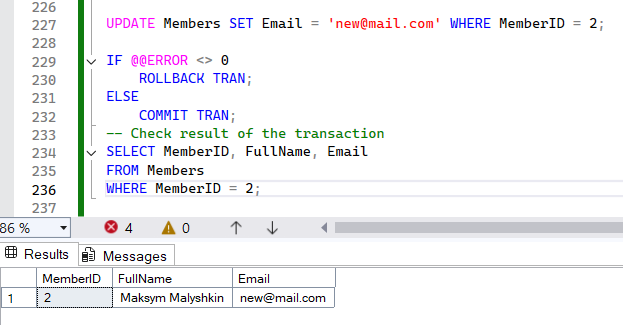 226
227 UPDATE Members SET Email = 'new@mail.com' WHERE MemberID = 2;
228
229 IF @@ERROR <> 0
230 ROLLBACK TRAN;
231 ELSE
232 COMMIT TRAN;
233 -- Check result of the transaction
234 SELECT MemberID, FullName, Email
235 FROM Members
236 WHERE MemberID = 2;
237
86 % 4 0
Results Messages
MemberID FullName Email
1 2 Maksym Malyshkin new@mail.com